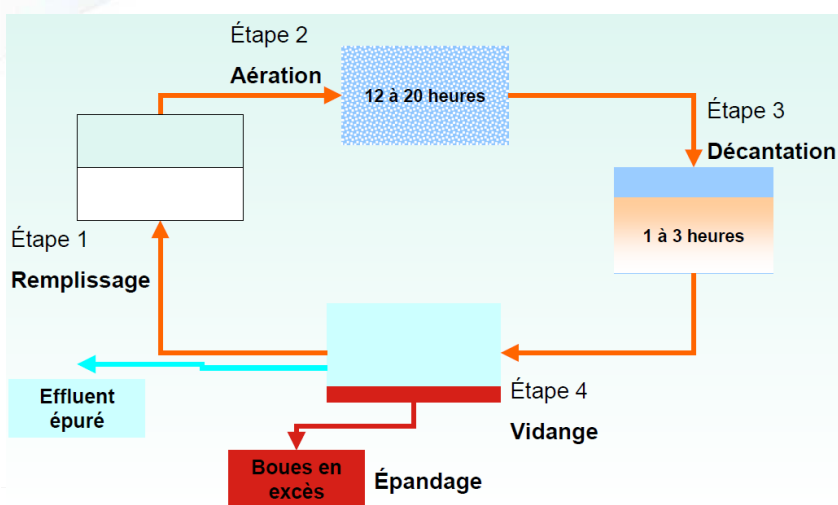 Étape 2
Aération
12 à 20 heures
Étape 3
Décantation
1 à 3 heures
Étape 1
Remplissage
Étape 4
Vidange
Effluent
épuré
Boues en
excès
Épandage